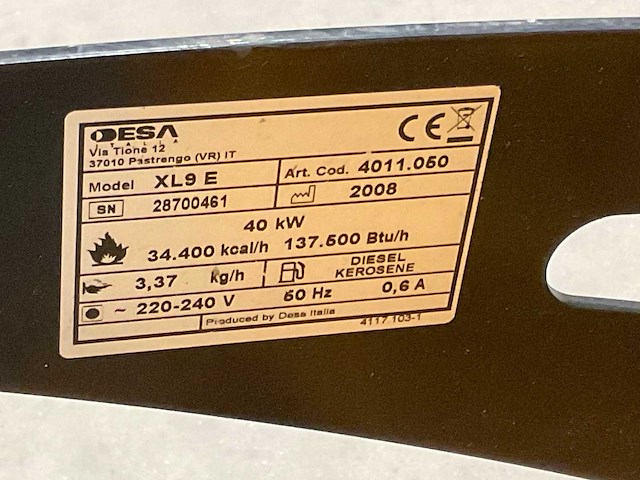 DESA
ITALIA
Via Tione 12
37010 Pastrengo (VR) IT
CE
Model XL9 E
Art. Cod. 4011.050
SN 28700461
2008
40 kW
34.400 kcal/h 137.500 Btu/h
3,37 kg/h
DIESEL
KEROSENE
~ 220-240 V 50 Hz 0,6 A
Produced by Desa Italia
4117.103-1